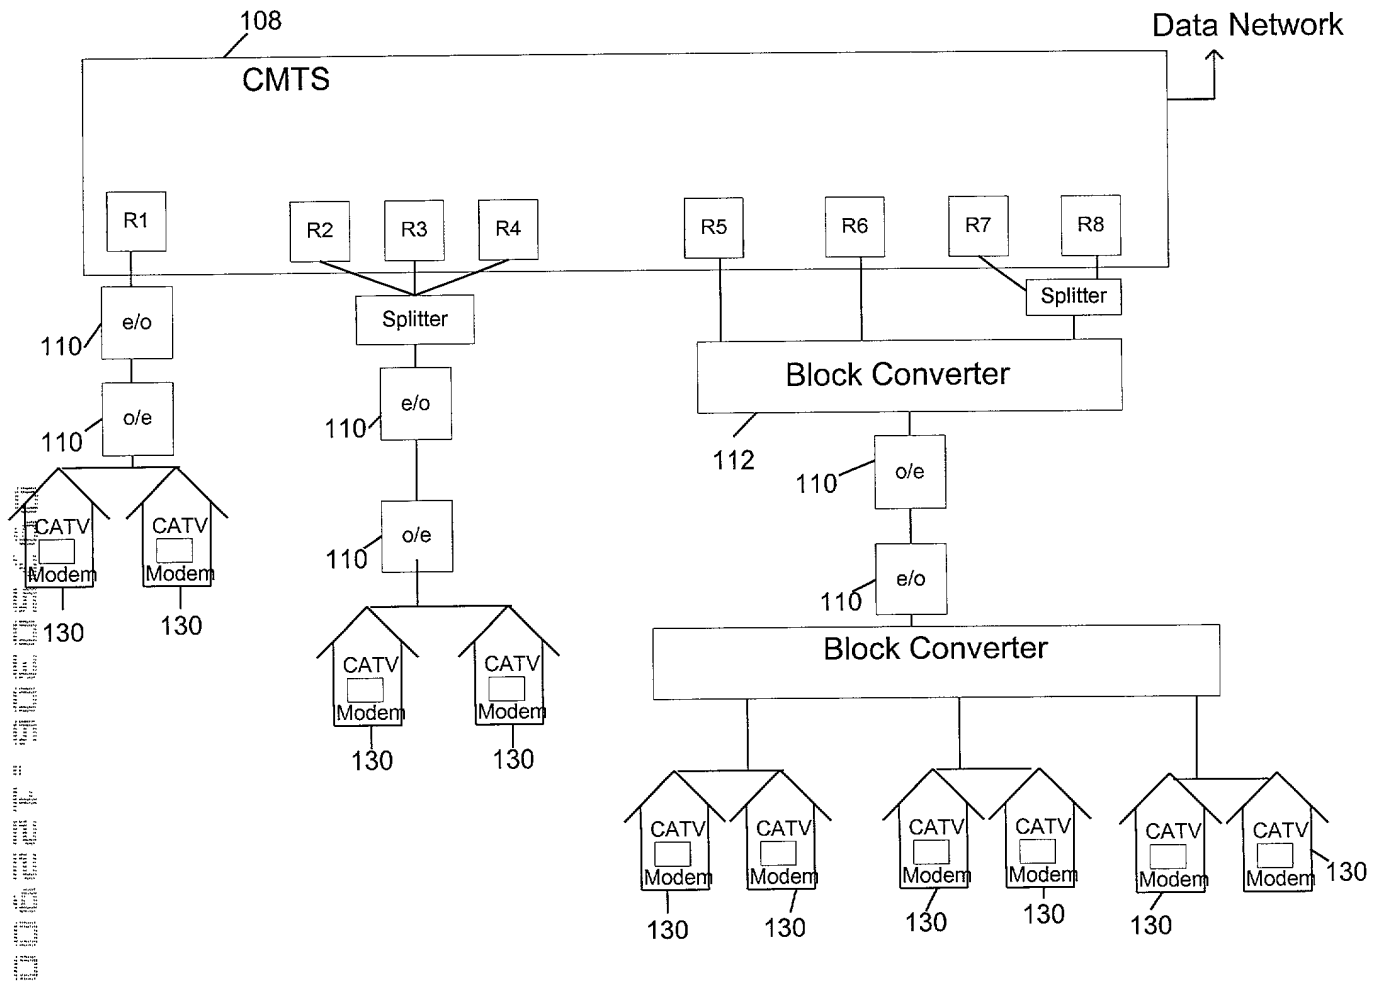 108
Data Network
CMTS
R1
R2
R3
R4
R5
R6
R7
R8
Splitter
Splitter
e/o
110
Block Converter
112
o/e
110
e/o
110
o/e
110
o/e
110
e/o
110
Block Converter
CATV
Modem
130
CATV
Modem
130
CATV
Modem
130
CATV
Modem
130
CATV
Modem
130
CATV
Modem
130
CATV
Modem
130
CATV
Modem
130
CATV
Modem
130
CATV
Modem
130